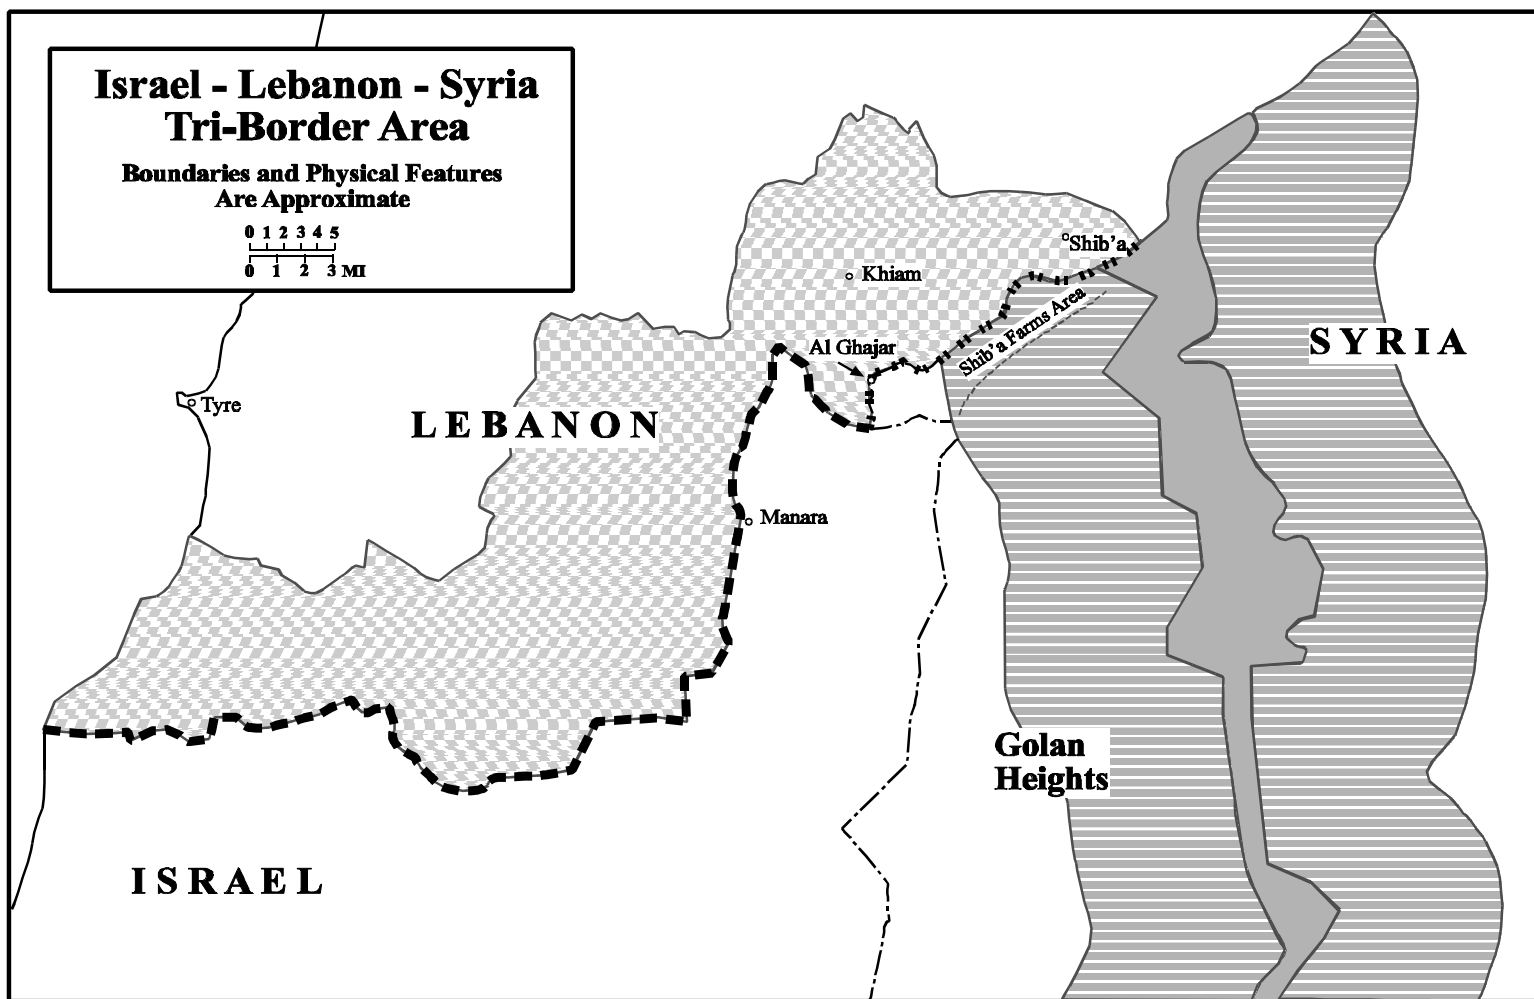 Israel - Lebanon - Syria
Tri-Border Area
Boundaries and Physical Features
Are Approximate
0 1 2 3 4 5
0 1 2 3 MI
Shib'a
Khiam
Al Ghajar
Shib'a Farms Area
SYRIA
Tyre
LEBANON
Manara
Golan
Heights
ISRAEL